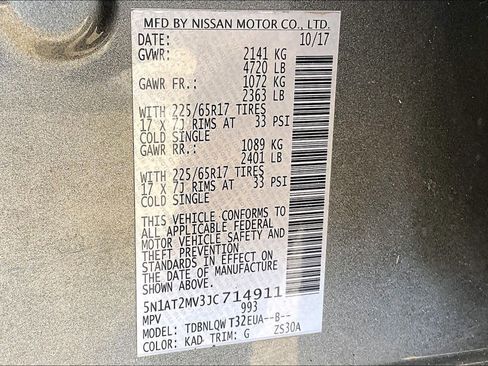 MFD BY NISSAN MOTOR CO., LTD.
DATE: 10/17
GVWR: 2141 KG
4720 LB
GAWR FR.: 1072 KG
2363 LB
WITH 225/65R17 TIRES
17 X 7J RIMS AT 33 PSI
COLD SINGLE
GAWR RR.: 1089 KG
2401 LB
WITH 225/65R17 TIRES
17 X 7J RIMS AT 33 PSI
COLD SINGLE
THIS VEHICLE CONFORMS TO
ALL APPLICABLE FEDERAL
MOTOR VEHICLE SAFETY AND
THEFT PREVENTION
STANDARDS IN EFFECT ON
THE DATE OF MANUFACTURE
5N1AT2MV3JC714911
MPV 993
MODEL: TDBNLQW T32EUA--B--
COLOR: KAD TRIM: G ZS30A